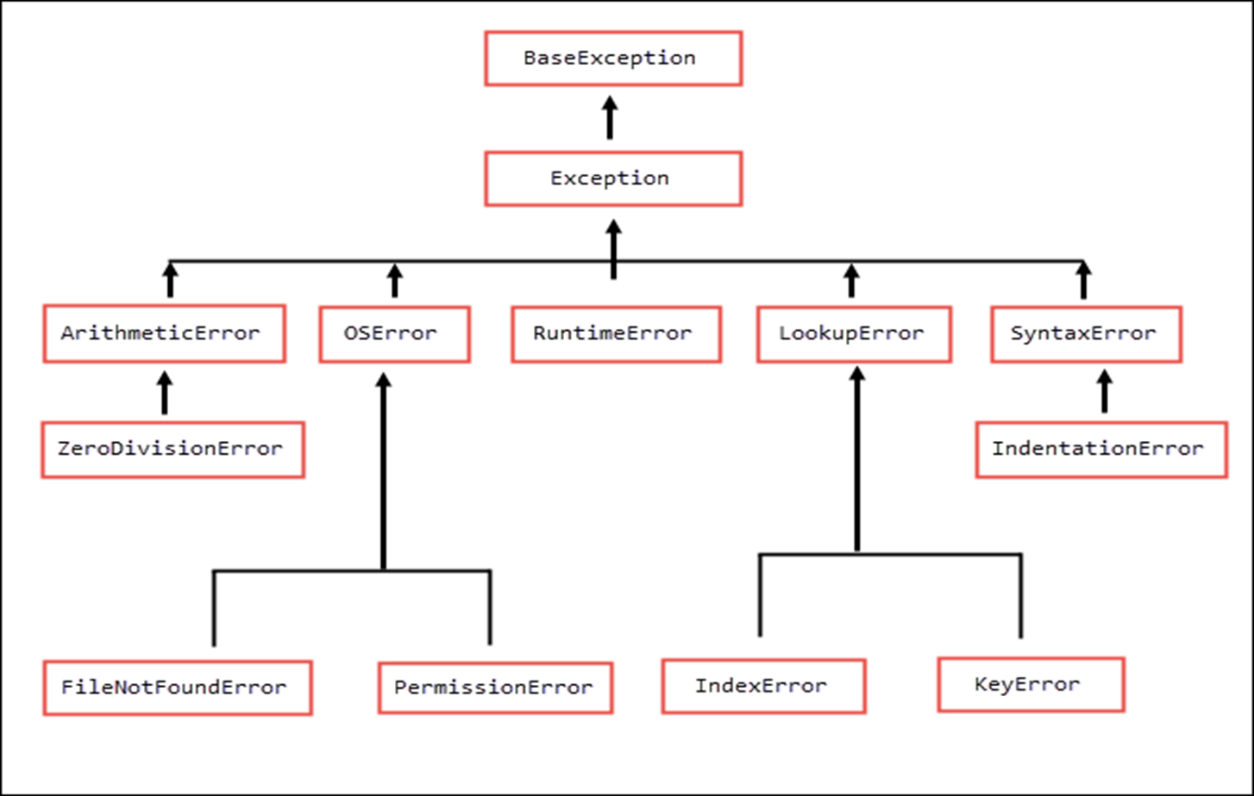 BaseException
Exception
ArithmeticError
OSError
RuntimeError
LookupError
SyntaxError
ZeroDivisionError
IndentationError
FileNotFoundError
PermissionError
IndexError
KeyError